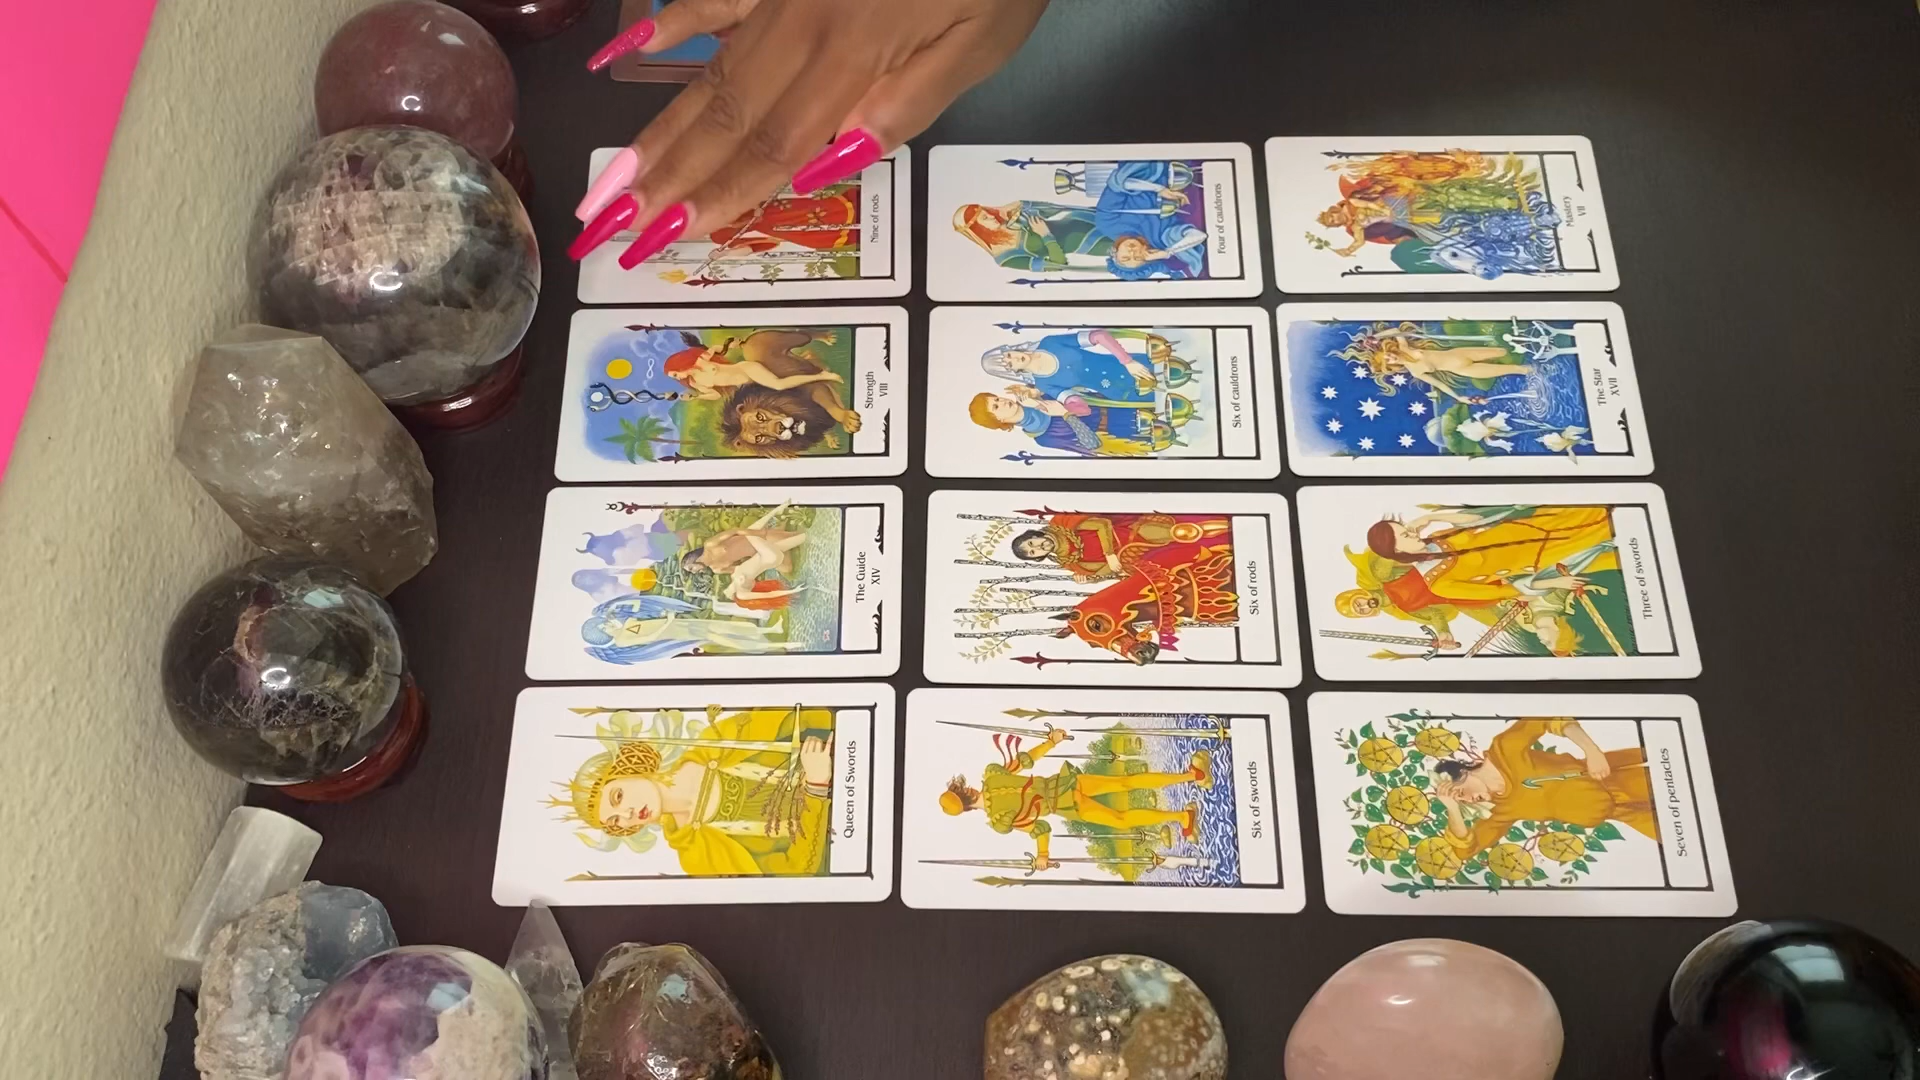 Nine of rods
Four of cauldrons
Mastery
VII
Strength
VIII
Six of cauldrons
The Star
XVII
The Guide
XIV
Six of rods
Three of swords
Queen of Swords
Six of swords
Seven of pentacles